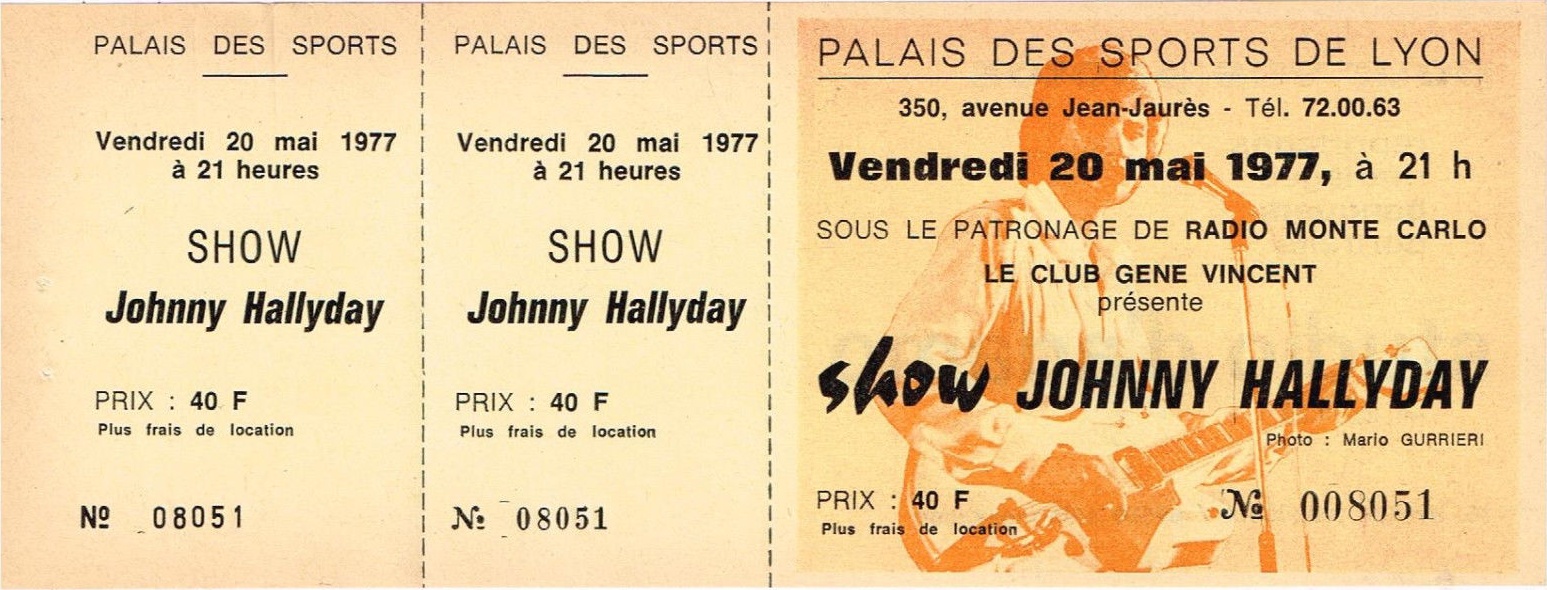 PALAIS DES SPORTS
Vendredi 20 mai 1977
à 21 heures
SHOW
Johnny Hallyday
PRIX : 40 F
Plus frais de location
Nº 08051
PALAIS DES SPORTS
Vendredi 20 mai 1977
à 21 heures
SHOW
Johnny Hallyday
PRIX : 40 F
Plus frais de location
Nº 08051
PALAIS DES SPORTS DE LYON
350, avenue Jean-Jaurès - Tél. 72.00.63
Vendredi 20 mai 1977, à 21 h
SOUS LE PATRONAGE DE RADIO MONTE CARLO
LE CLUB GENE VINCENT
présente
show JOHNNY HALLYDAY
Photo : Mario GURRIERI
PRIX : 40 F
Plus frais de location
Nº 008051